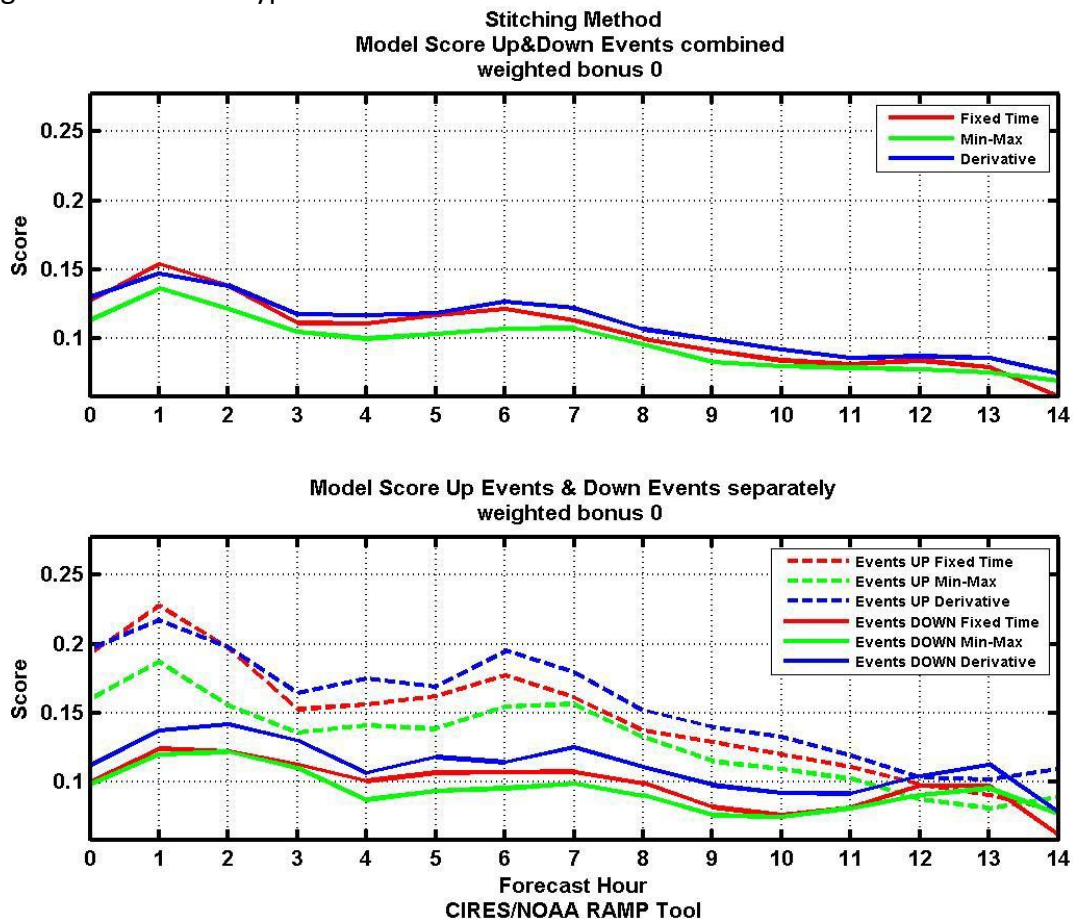 Stitching Method
Model Score Up&Down Events combined
weighted bonus 0
0.25
0.2
0.15
0.1
Score
Fixed Time
Min-Max
Derivative
0 1 2 3 4 5 6 7 8 9 10 11 12 13 14
Model Score Up Events & Down Events separately
weighted bonus 0
0.25
0.2
0.15
0.1
Score
Events UP Fixed Time
Events UP Min-Max
Events UP Derivative
Events DOWN Fixed Time
Events DOWN Min-Max
Events DOWN Derivative
0 1 2 3 4 5 6 7 8 9 10 11 12 13 14
Forecast Hour
CIRES/NOAA RAMP Tool